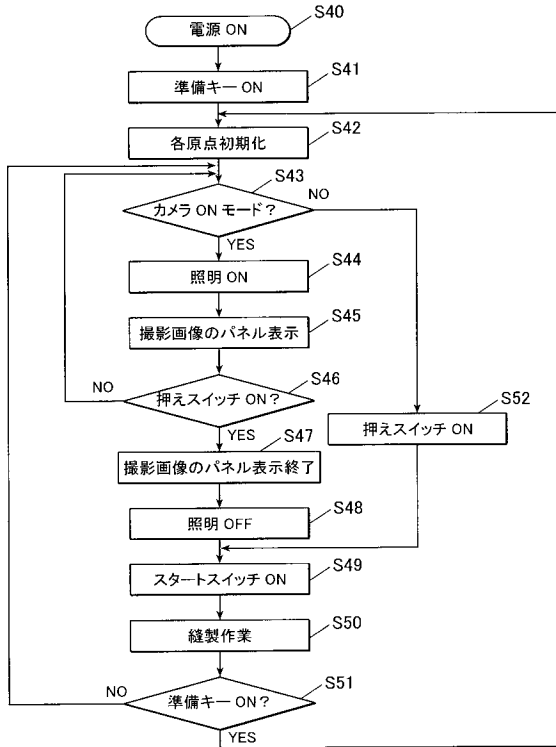 電源 ON
S40
準備キー ON
S41
各原点初期化
S42
カメラ ON モード？
S43
NO
YES
照明 ON
S44
撮影画像のパネル表示
S45
押えスイッチ ON？
S46
NO
YES
押えスイッチ ON
S52
撮影画像のパネル表示終了
S47
照明 OFF
S48
スタートスイッチ ON
S49
縫製作業
S50
準備キー ON？
S51
NO
YES